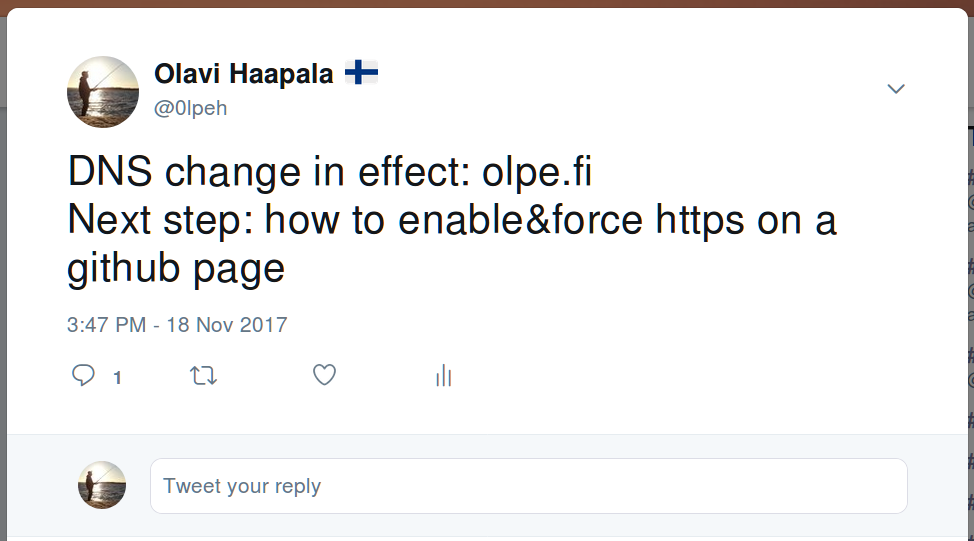 Olavi Haapala
@0lpeh
DNS change in effect: olpe.fi
Next step: how to enable&force https on a
github page
3:47 PM - 18 Nov 2017
1
Tweet your reply